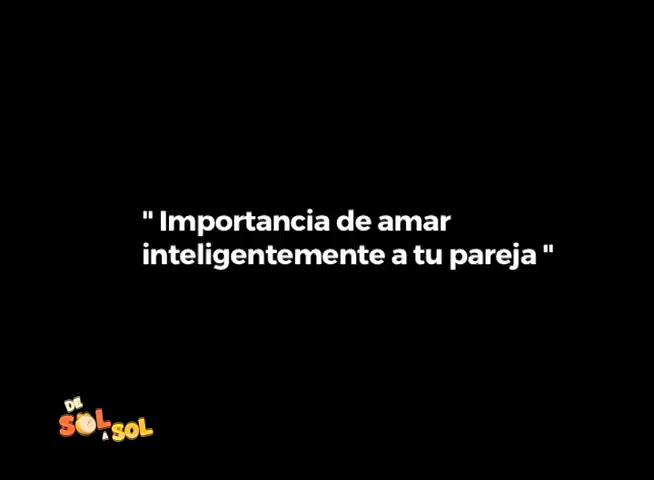 " Importancia de amar
inteligentemente a tu pareja "
DE
SOL
A SOL